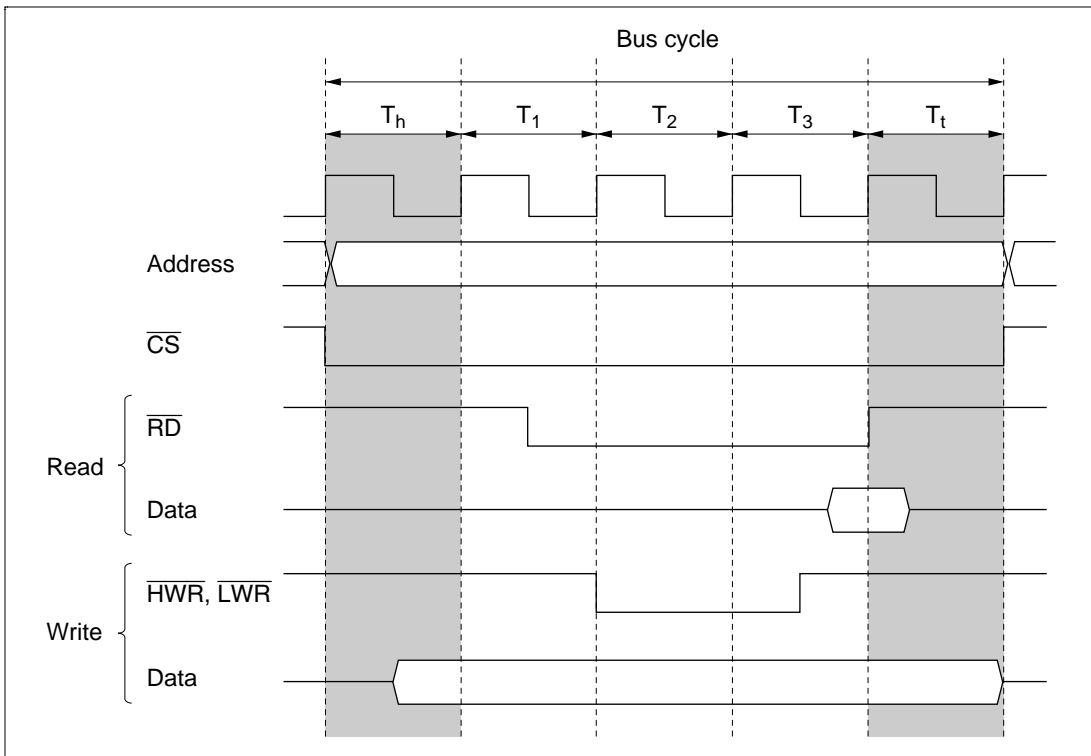 Bus cycle
Th T1 T2 T3 Tt
Address
CS
RD
Read
Data
HWR, LWR
Write
Data